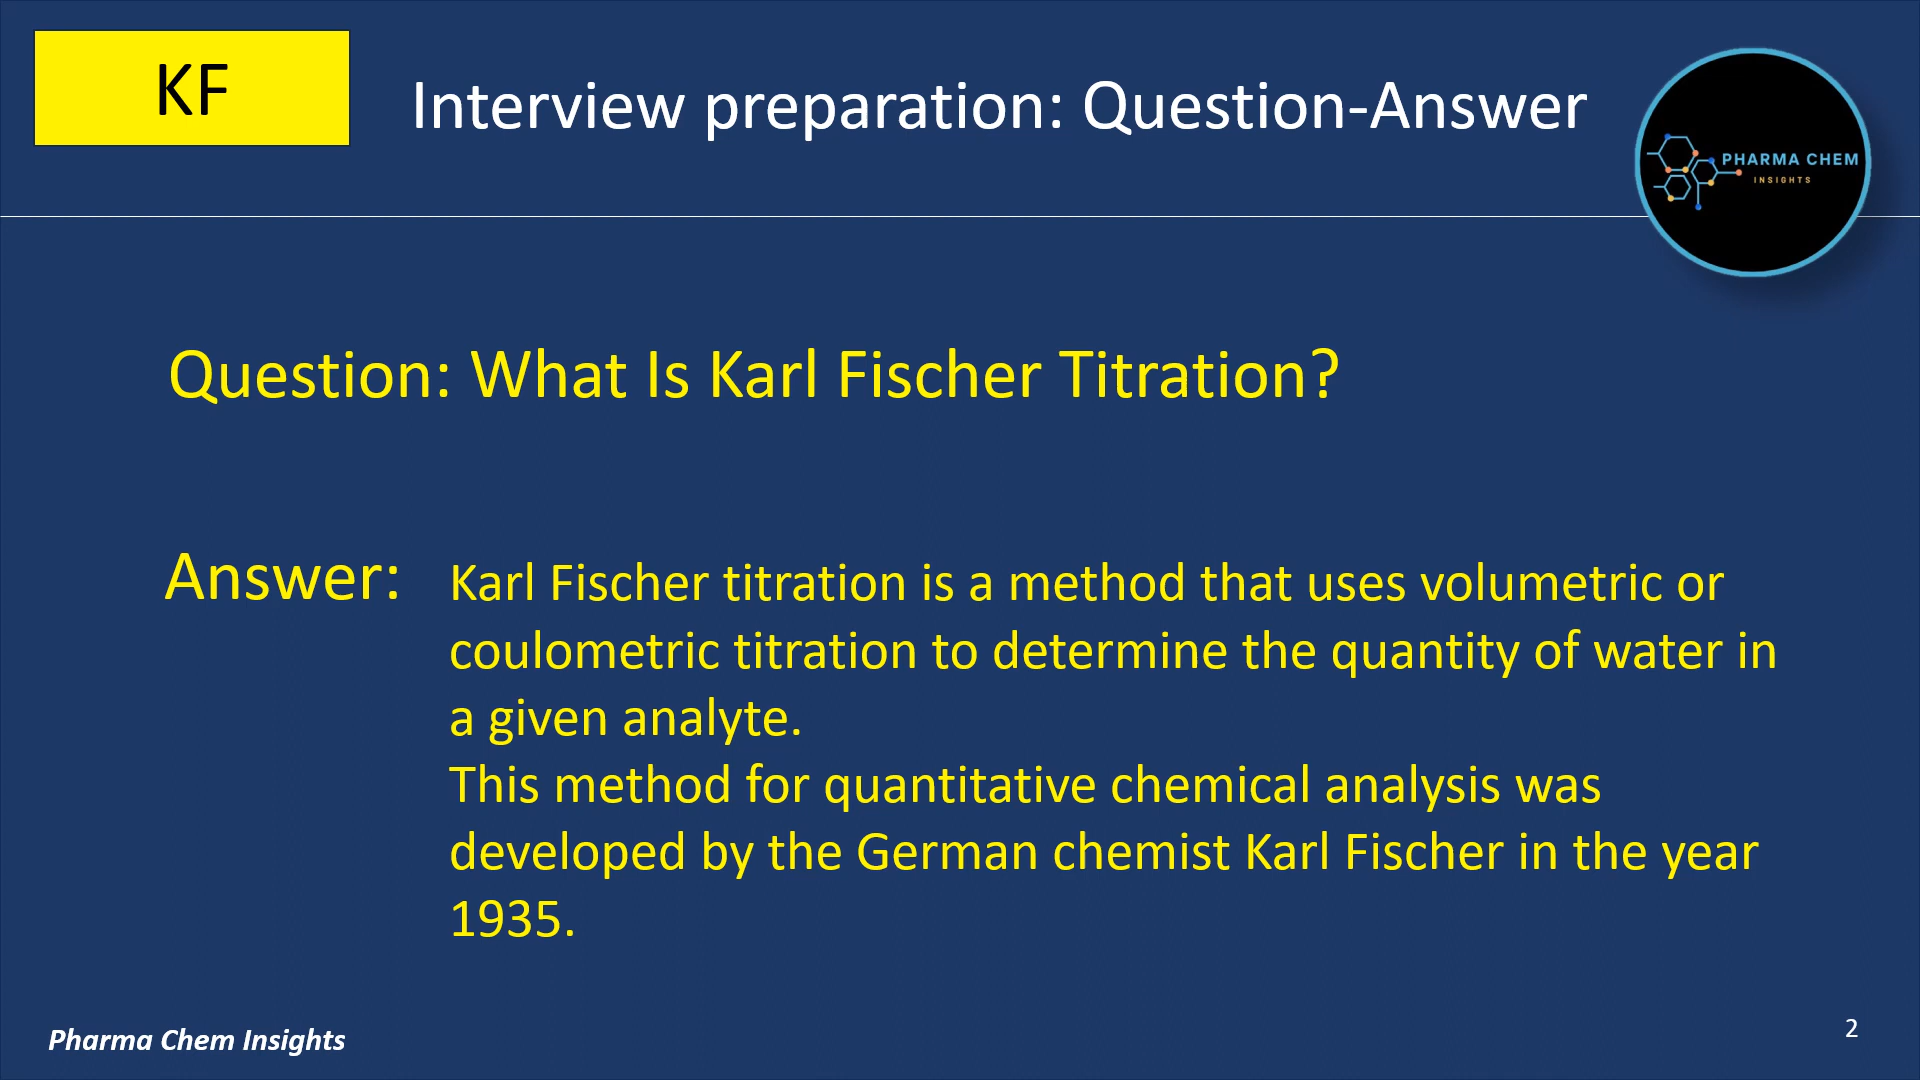 KF
Interview preparation: Question-Answer
PHARMA CHEM
INSIGHTS
Question: What Is Karl Fischer Titration?
Answer:
Karl Fischer titration is a method that uses volumetric or
coulometric titration to determine the quantity of water in
a given analyte.
This method for quantitative chemical analysis was
developed by the German chemist Karl Fischer in the year
1935.
Pharma Chem Insights
2